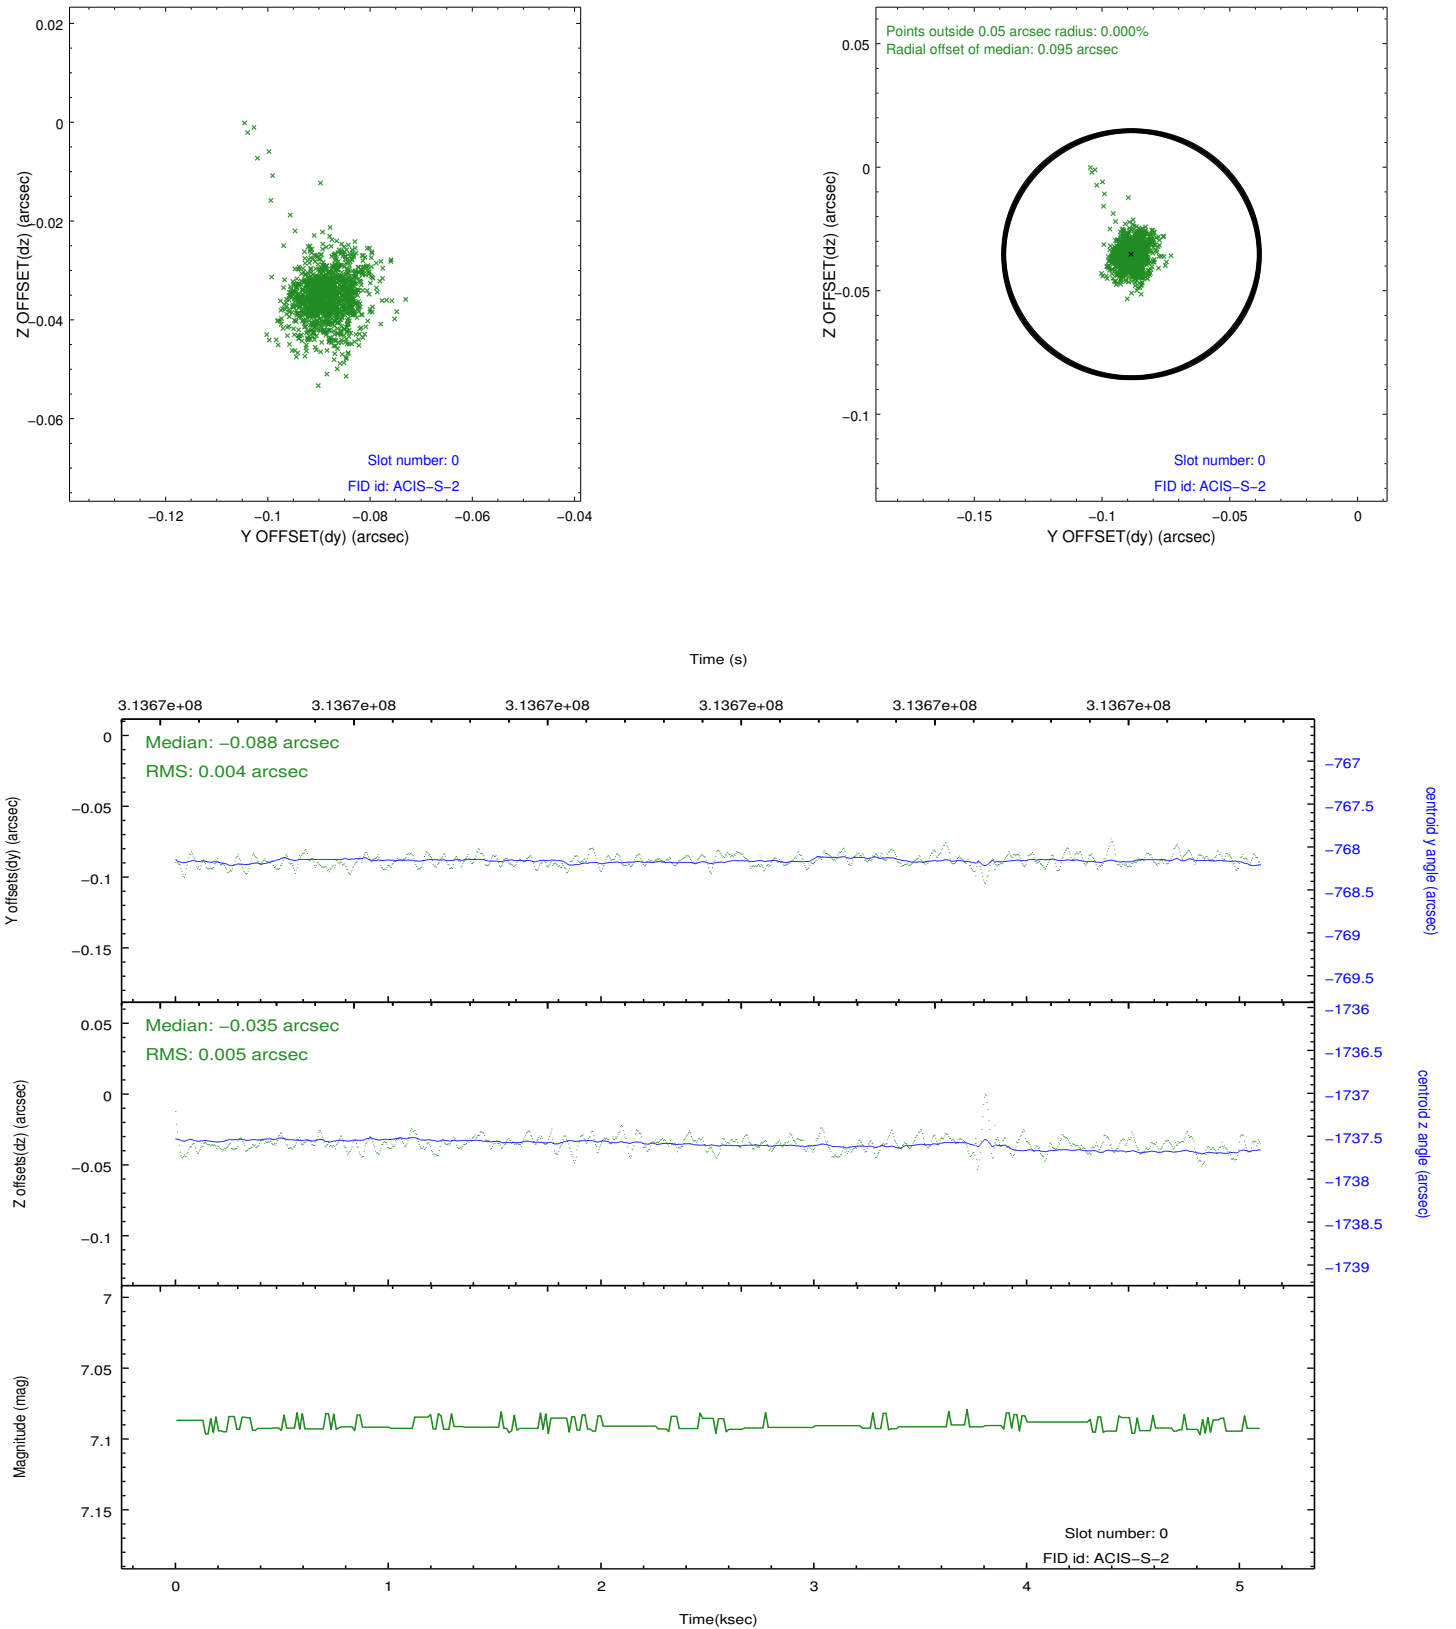 0.02
0
−0.02
−0.04
−0.06
Z OFFSET(dz) (arcsec)
Slot number: 0
FID id: ACIS−S−2
−0.12
−0.1
−0.08
−0.06
−0.04
Y OFFSET(dy) (arcsec)
Points outside 0.05 arcsec radius: 0.000%
Radial offset of median: 0.095 arcsec
0.05
0
−0.05
−0.1
Z OFFSET(dz) (arcsec)
Slot number: 0
FID id: ACIS−S−2
−0.15
−0.1
−0.05
0
Y OFFSET(dy) (arcsec)
Time (s)
3.1367e+08
3.1367e+08
3.1367e+08
3.1367e+08
3.1367e+08
3.1367e+08
Median: −0.088 arcsec
RMS: 0.004 arcsec
0
−0.05
−0.1
−0.15
Y offsets(dy) (arcsec)
−767
−767.5
−768
−768.5
−769
−769.5
centroid y angle (arcsec)
Median: −0.035 arcsec
RMS: 0.005 arcsec
0.05
0
−0.05
−0.1
Z offsets(dz) (arcsec)
−1736
−1736.5
−1737
−1737.5
−1738
−1738.5
−1739
centroid z angle (arcsec)
7
7.05
7.1
7.15
Magnitude (mag)
Slot number: 0
FID id: ACIS−S−2
0
1
2
3
4
5
Time(ksec)